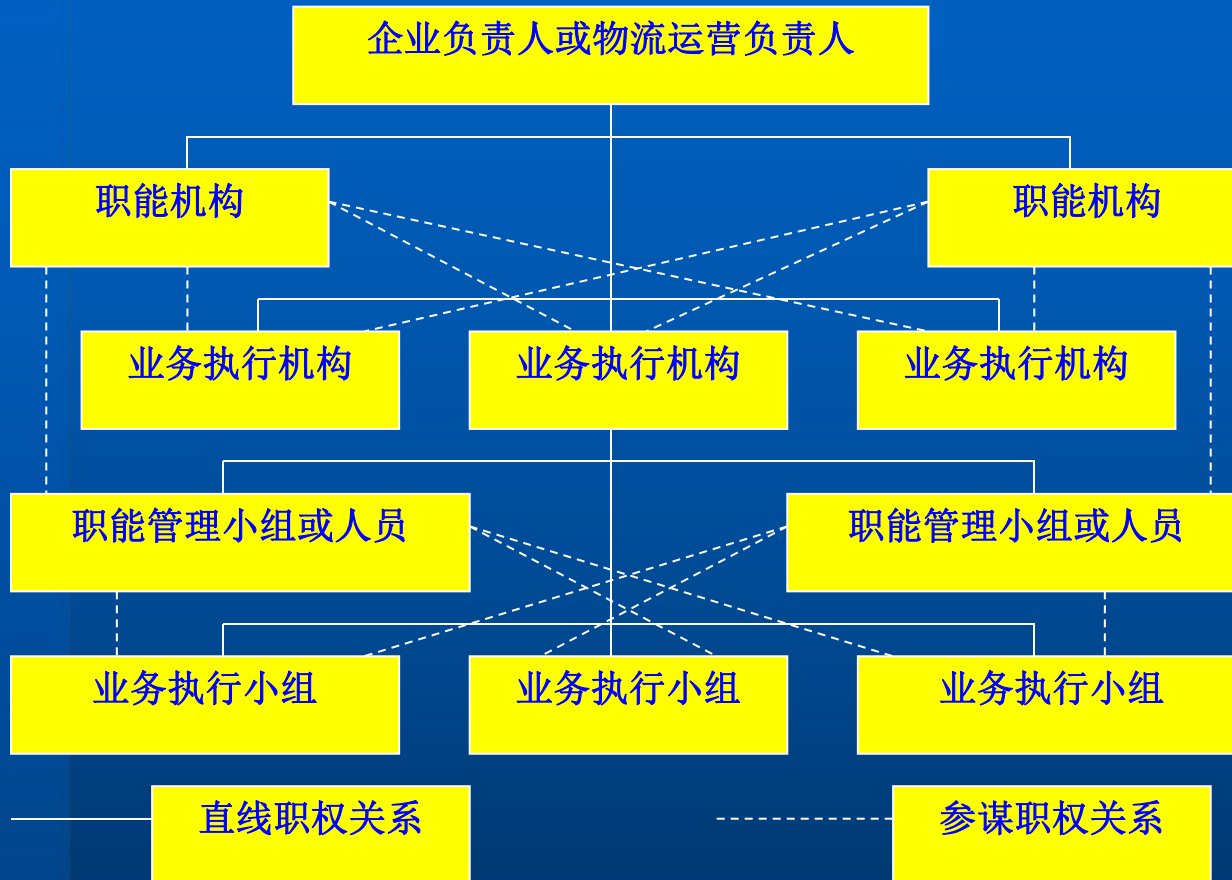 企业负责人或物流运营负责人
职能机构
职能机构
业务执行机构
业务执行机构
业务执行机构
职能管理小组或人员
职能管理小组或人员
业务执行小组
业务执行小组
业务执行小组
直线职权关系
参谋职权关系